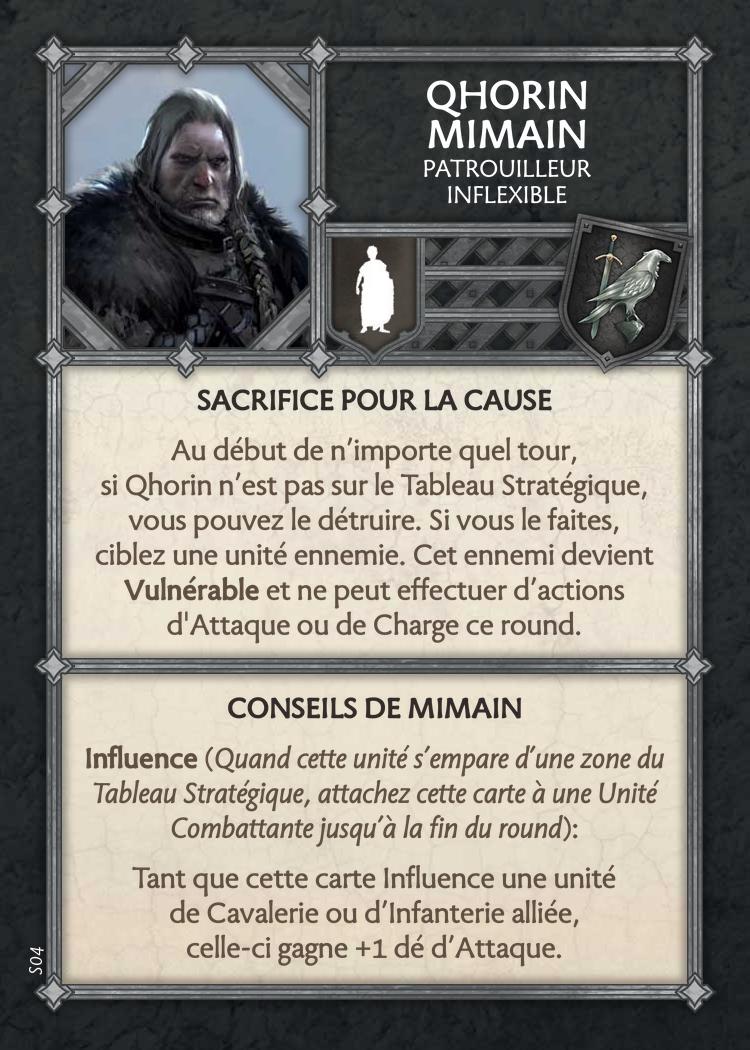 QHORIN
MIMAIN
PATROUILLEUR
INFLEXIBLE
SACRIFICE POUR LA CAUSE
Au début de n’importe quel tour,
si Qhorin n’est pas sur le Tableau Stratégique,
vous pouvez le détruire. Si vous le faites,
ciblez une unité ennemie. Cet ennemi devient
Vulnérable et ne peut effectuer d’actions
d'Attaque ou de Charge ce round.
CONSEILS DE MIMAIN
Influence (Quand cette unité s’empare d’une zone du
Tableau Stratégique, attachez cette carte à une Unité
Combattante jusqu’à la fin du round):
Tant que cette carte Influence une unité
de Cavalerie ou d’Infanterie alliée,
celle-ci gagne +1 dé d’Attaque.
S04